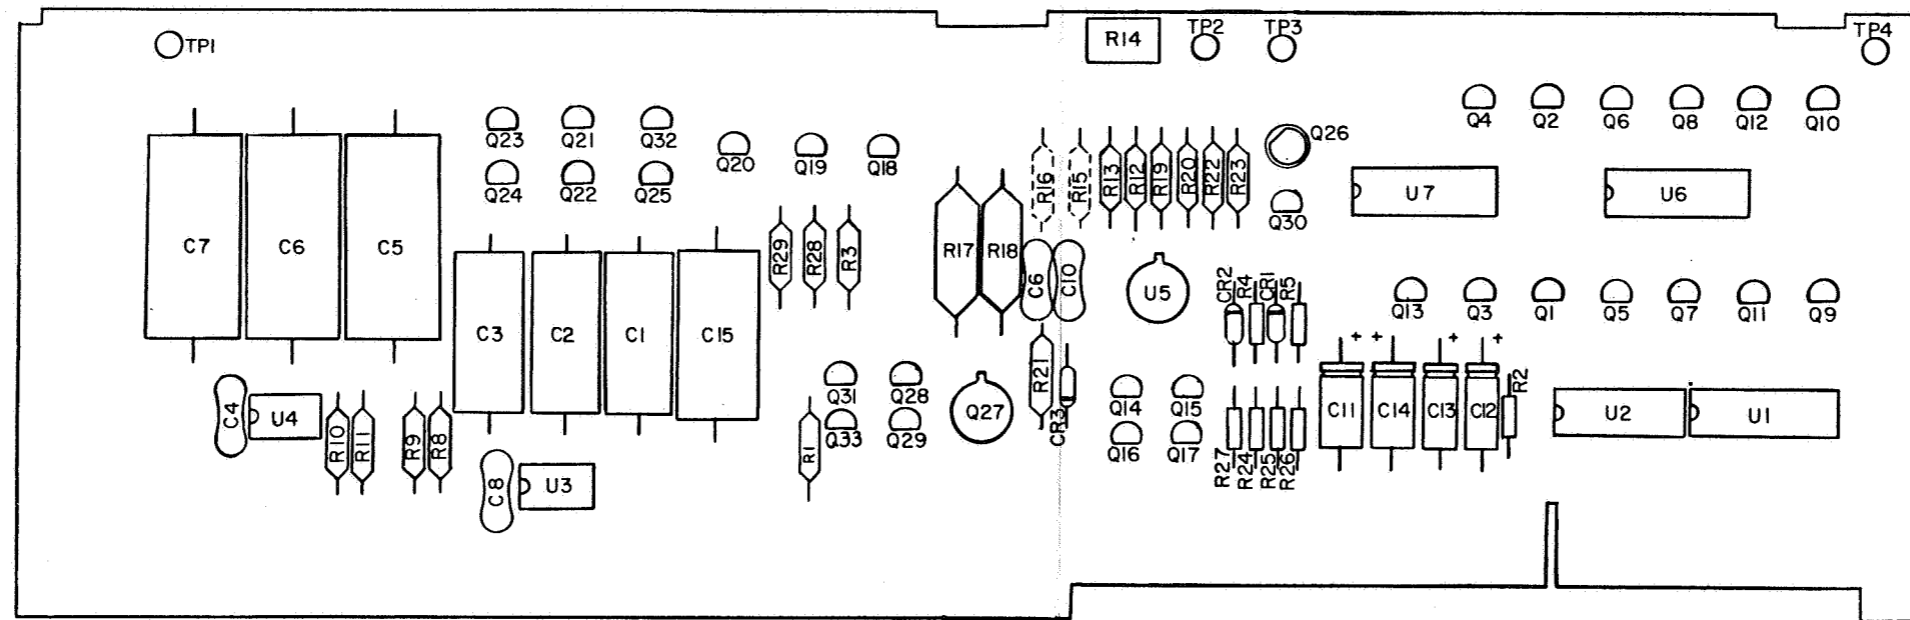 TP1 R14 TP2 TP3 TP4
Q23 Q21 Q32 Q4 Q2 Q6 Q8 Q12 Q10
Q20 Q19 Q18 Q26
Q24 Q22 Q25 R16 R15 R13 R12 R19 R20 R22 R23 U7 U6
Q30
C7 C6 C5 R29 R28 R3 R17 R18 C6 C10 U5 CR2 R4 CR1 R5
Q13 Q3 Q1 Q5 Q7 Q11 Q9
C3 C2 C1 C15 + + + +
R21 R2
Q31 Q28 Q14 Q15
C4 U4 Q27 CR3 C11 C14 C13 C12 U2 U1
R10 R11 R9 R8 R1 Q33 Q29 Q16 Q17
R27 R24 R25 R26
C8 U3